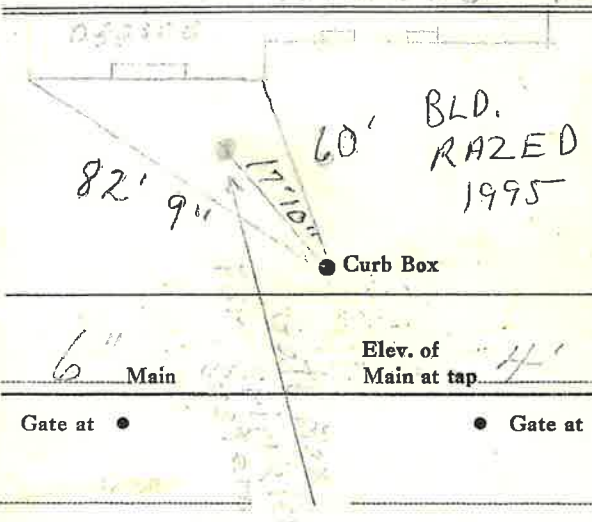 BLD.
60' RAZED
82' 9" 17'10" 1995
Curb Box
6" Main
Elev. of
Main at tap 4'
Gate at
Gate at